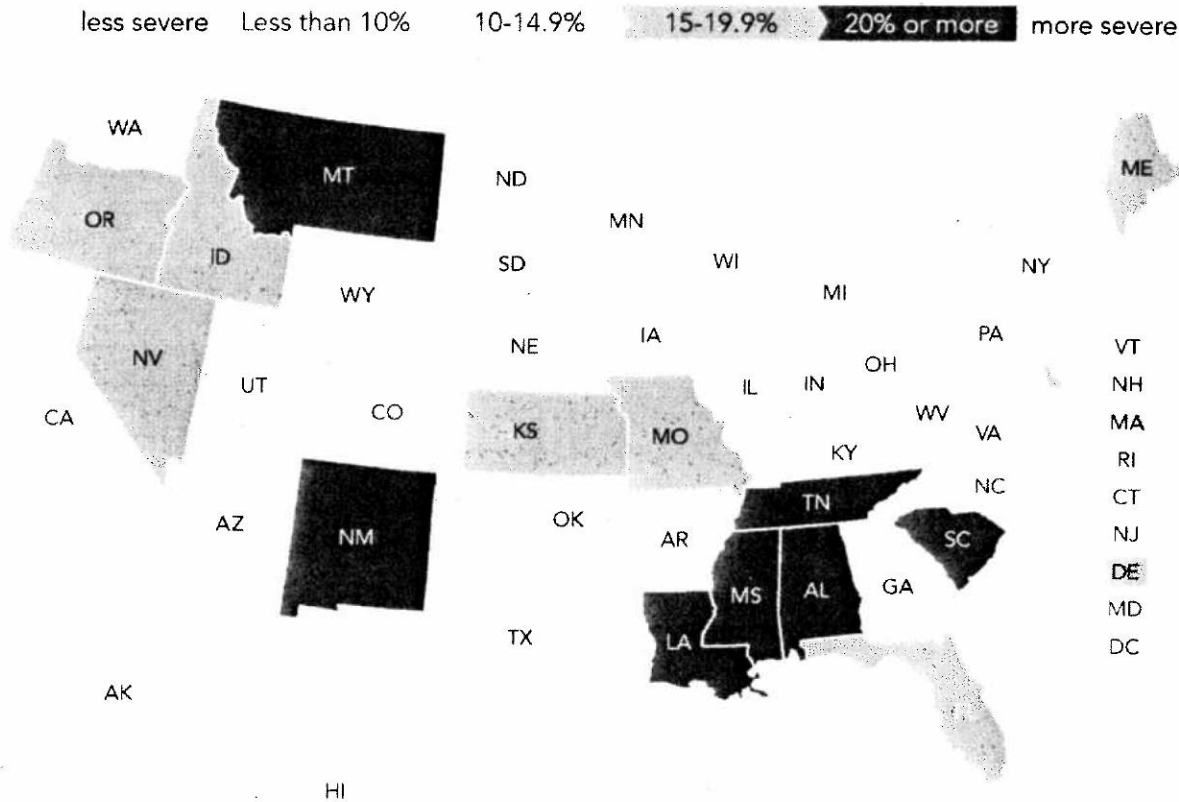 less severe Less than 10% 10-14.9% 15-19.9% 20% or more more severe
WA
MT
ND
ME
OR
MN
ID
SD
WI
NY
WY
MI
NV
NE
IA
PA
VT
UT
IL
IN
OH
NH
CA
CO
KS
MO
WV
VA
MA
KY
RI
TN
NC
CT
AZ
NM
OK
AR
SC
NJ
MS
AL
GA
DE
MD
TX
LA
DC
AK
HI